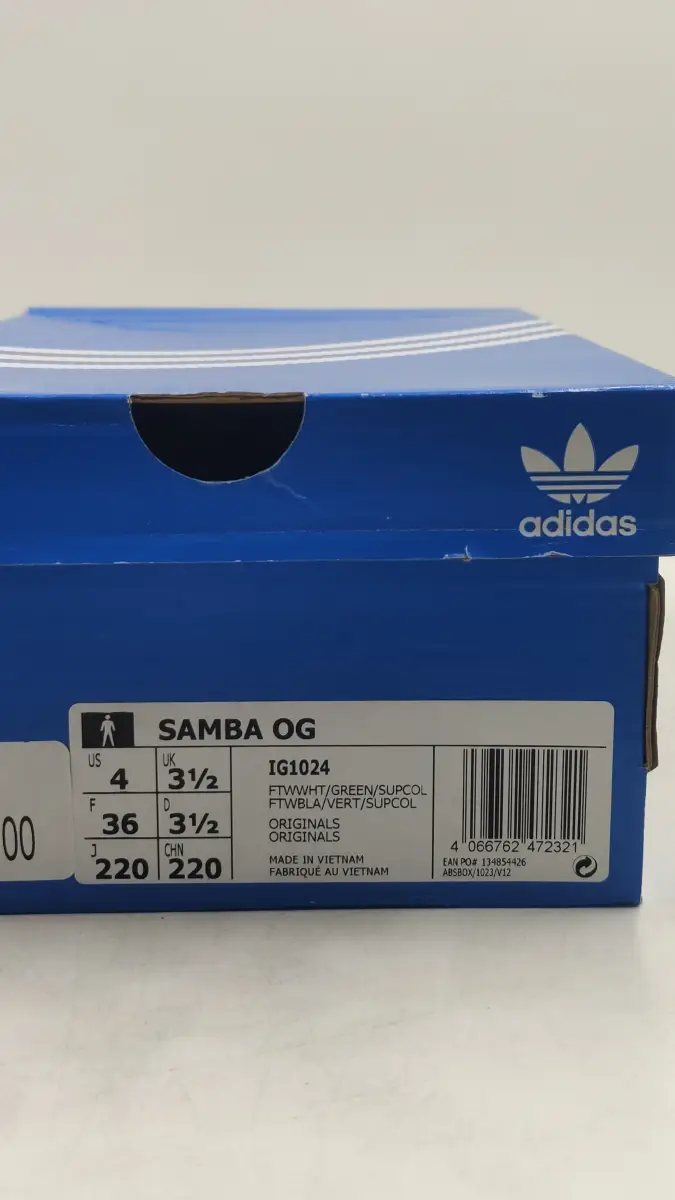 adidas
SAMBA OG
US
4
UK
3½
F
36
D
3½
J
220
CHN
220
IG1024
FTWWHT/GREEN/SUPCOL
FTWBLA/VERT/SUPCOL
ORIGINALS
ORIGINALS
MADE IN VIETNAM
FABRIQUÉ AU VIETNAM
4 066762 472321
EAN PO# 134854426
ABSBOX/1023/V12
00